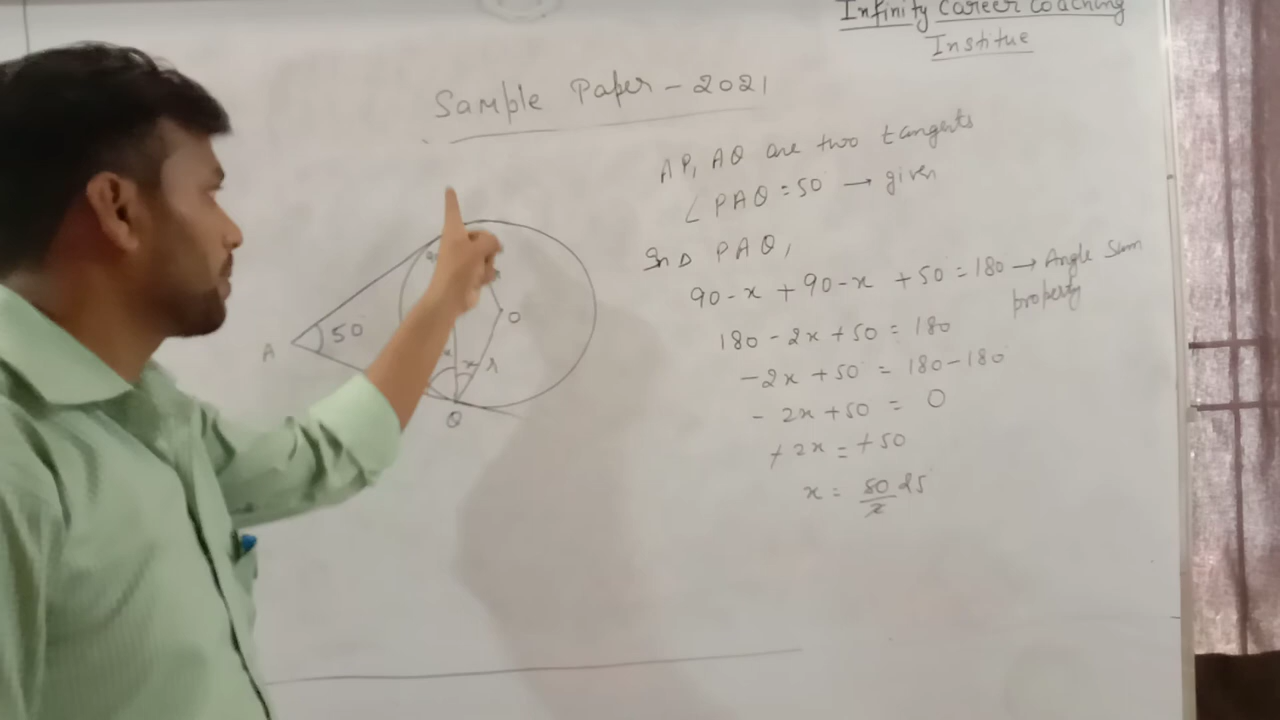 Infinity Career Coaching
Institue
Sample Paper - 2021
AP, AQ are two tangents
∠PAQ = 50 → given
In △ PAQ,
90-x + 90-x + 50 = 180 → Angle Sum
property
180 - 2x + 50 = 180
-2x + 50 = 180-180
- 2x + 50 = 0
+ 2x = + 50
x = 50/2 25
A
50
O
x
r
Q